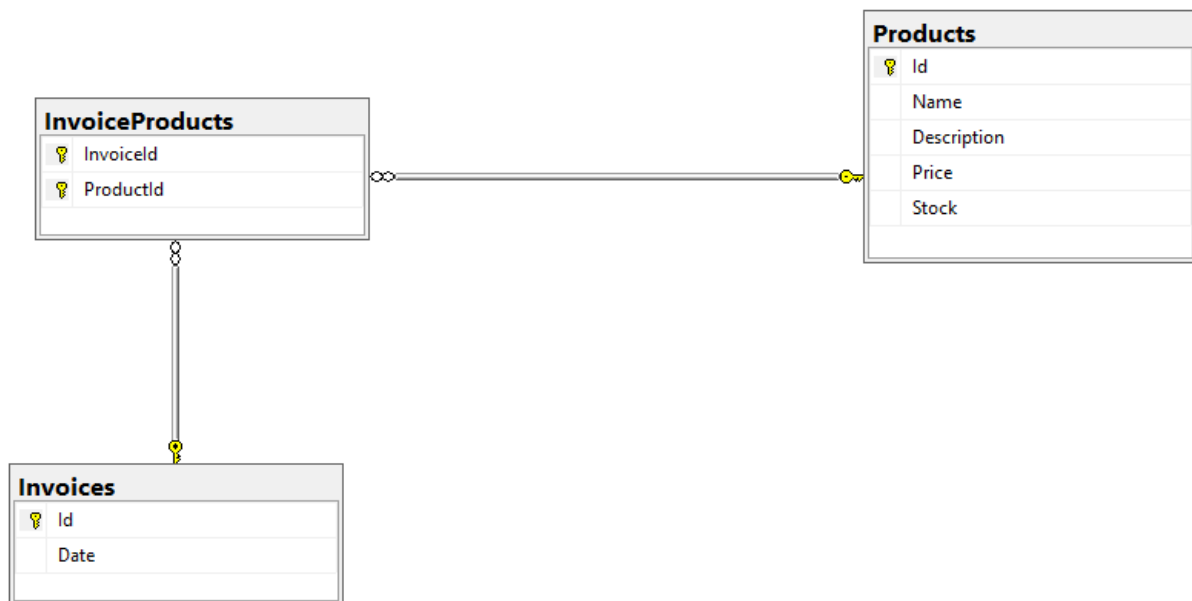 Products
Id
Name
Description
Price
Stock
InvoiceProducts
InvoiceId
ProductId
Invoices
Id
Date